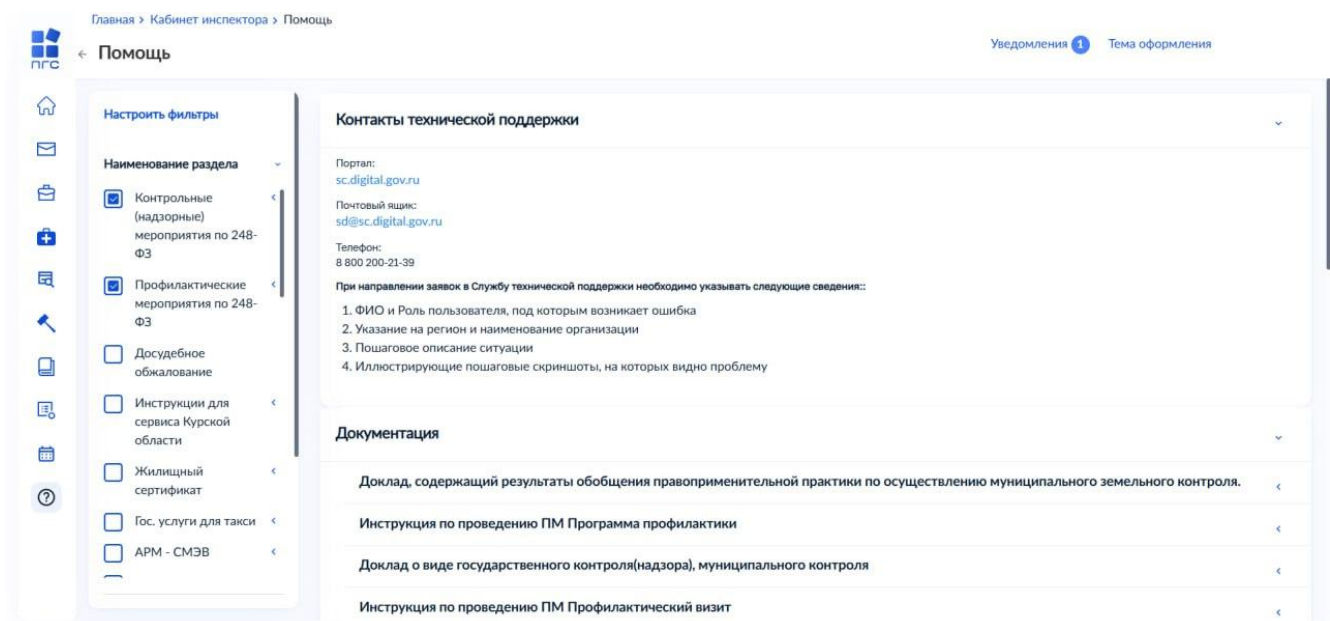 Главная > Кабинет инспектора > Помощь
ПГС
← Помощь
Уведомления 1 Тема оформления
Настроить фильтры
Наименование раздела
Контрольные
(надзорные)
мероприятия по 248-
ФЗ
Профилактические
мероприятия по 248-
ФЗ
Досудебное
обжалование
Инструкции для
сервиса Курской
области
Жилищный
сертификат
Гос. услуги для такси
АРМ - СМЭВ
Контакты технической поддержки
Портал:
sc.digital.gov.ru
Почтовый ящик:
sd@sc.digital.gov.ru
Телефон:
8 800 200-21-39
При направлении заявок в Службу технической поддержки необходимо указывать следующие сведения::
1. ФИО и Роль пользователя, под которым возникает ошибка
2. Указание на регион и наименование организации
3. Пошаговое описание ситуации
4. Иллюстрирующие пошаговые скриншоты, на которых видно проблему
Документация
Доклад, содержащий результаты обобщения правоприменительной практики по осуществлению муниципального земельного контроля.
Инструкция по проведению ПМ Программа профилактики
Доклад о виде государственного контроля(надзора), муниципального контроля
Инструкция по проведению ПМ Профилактический визит